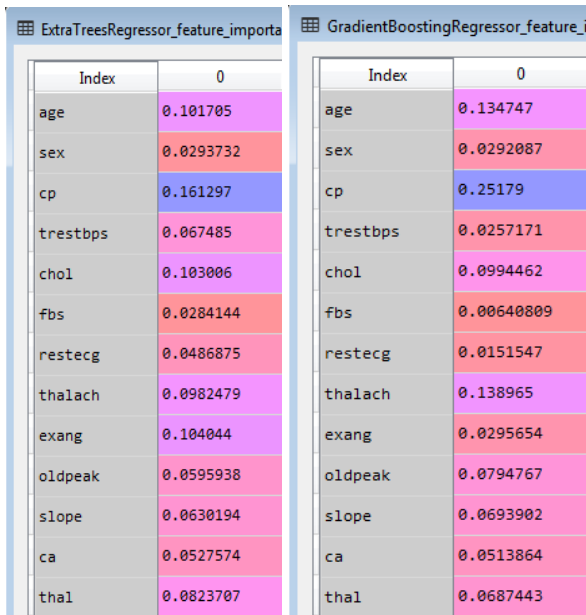 ExtraTreesRegressor_feature_importa
Index 0
age 0.101705
sex 0.0293732
cp 0.161297
trestbps 0.067485
chol 0.103006
fbs 0.0284144
restecg 0.0486875
thalach 0.0982479
exang 0.104044
oldpeak 0.0595938
slope 0.0630194
ca 0.0527574
thal 0.0823707
GradientBoostingRegressor_feature_i
Index 0
age 0.134747
sex 0.0292087
cp 0.25179
trestbps 0.0257171
chol 0.0994462
fbs 0.00640809
restecg 0.0151547
thalach 0.138965
exang 0.0295654
oldpeak 0.0794767
slope 0.0693902
ca 0.0513864
thal 0.0687443